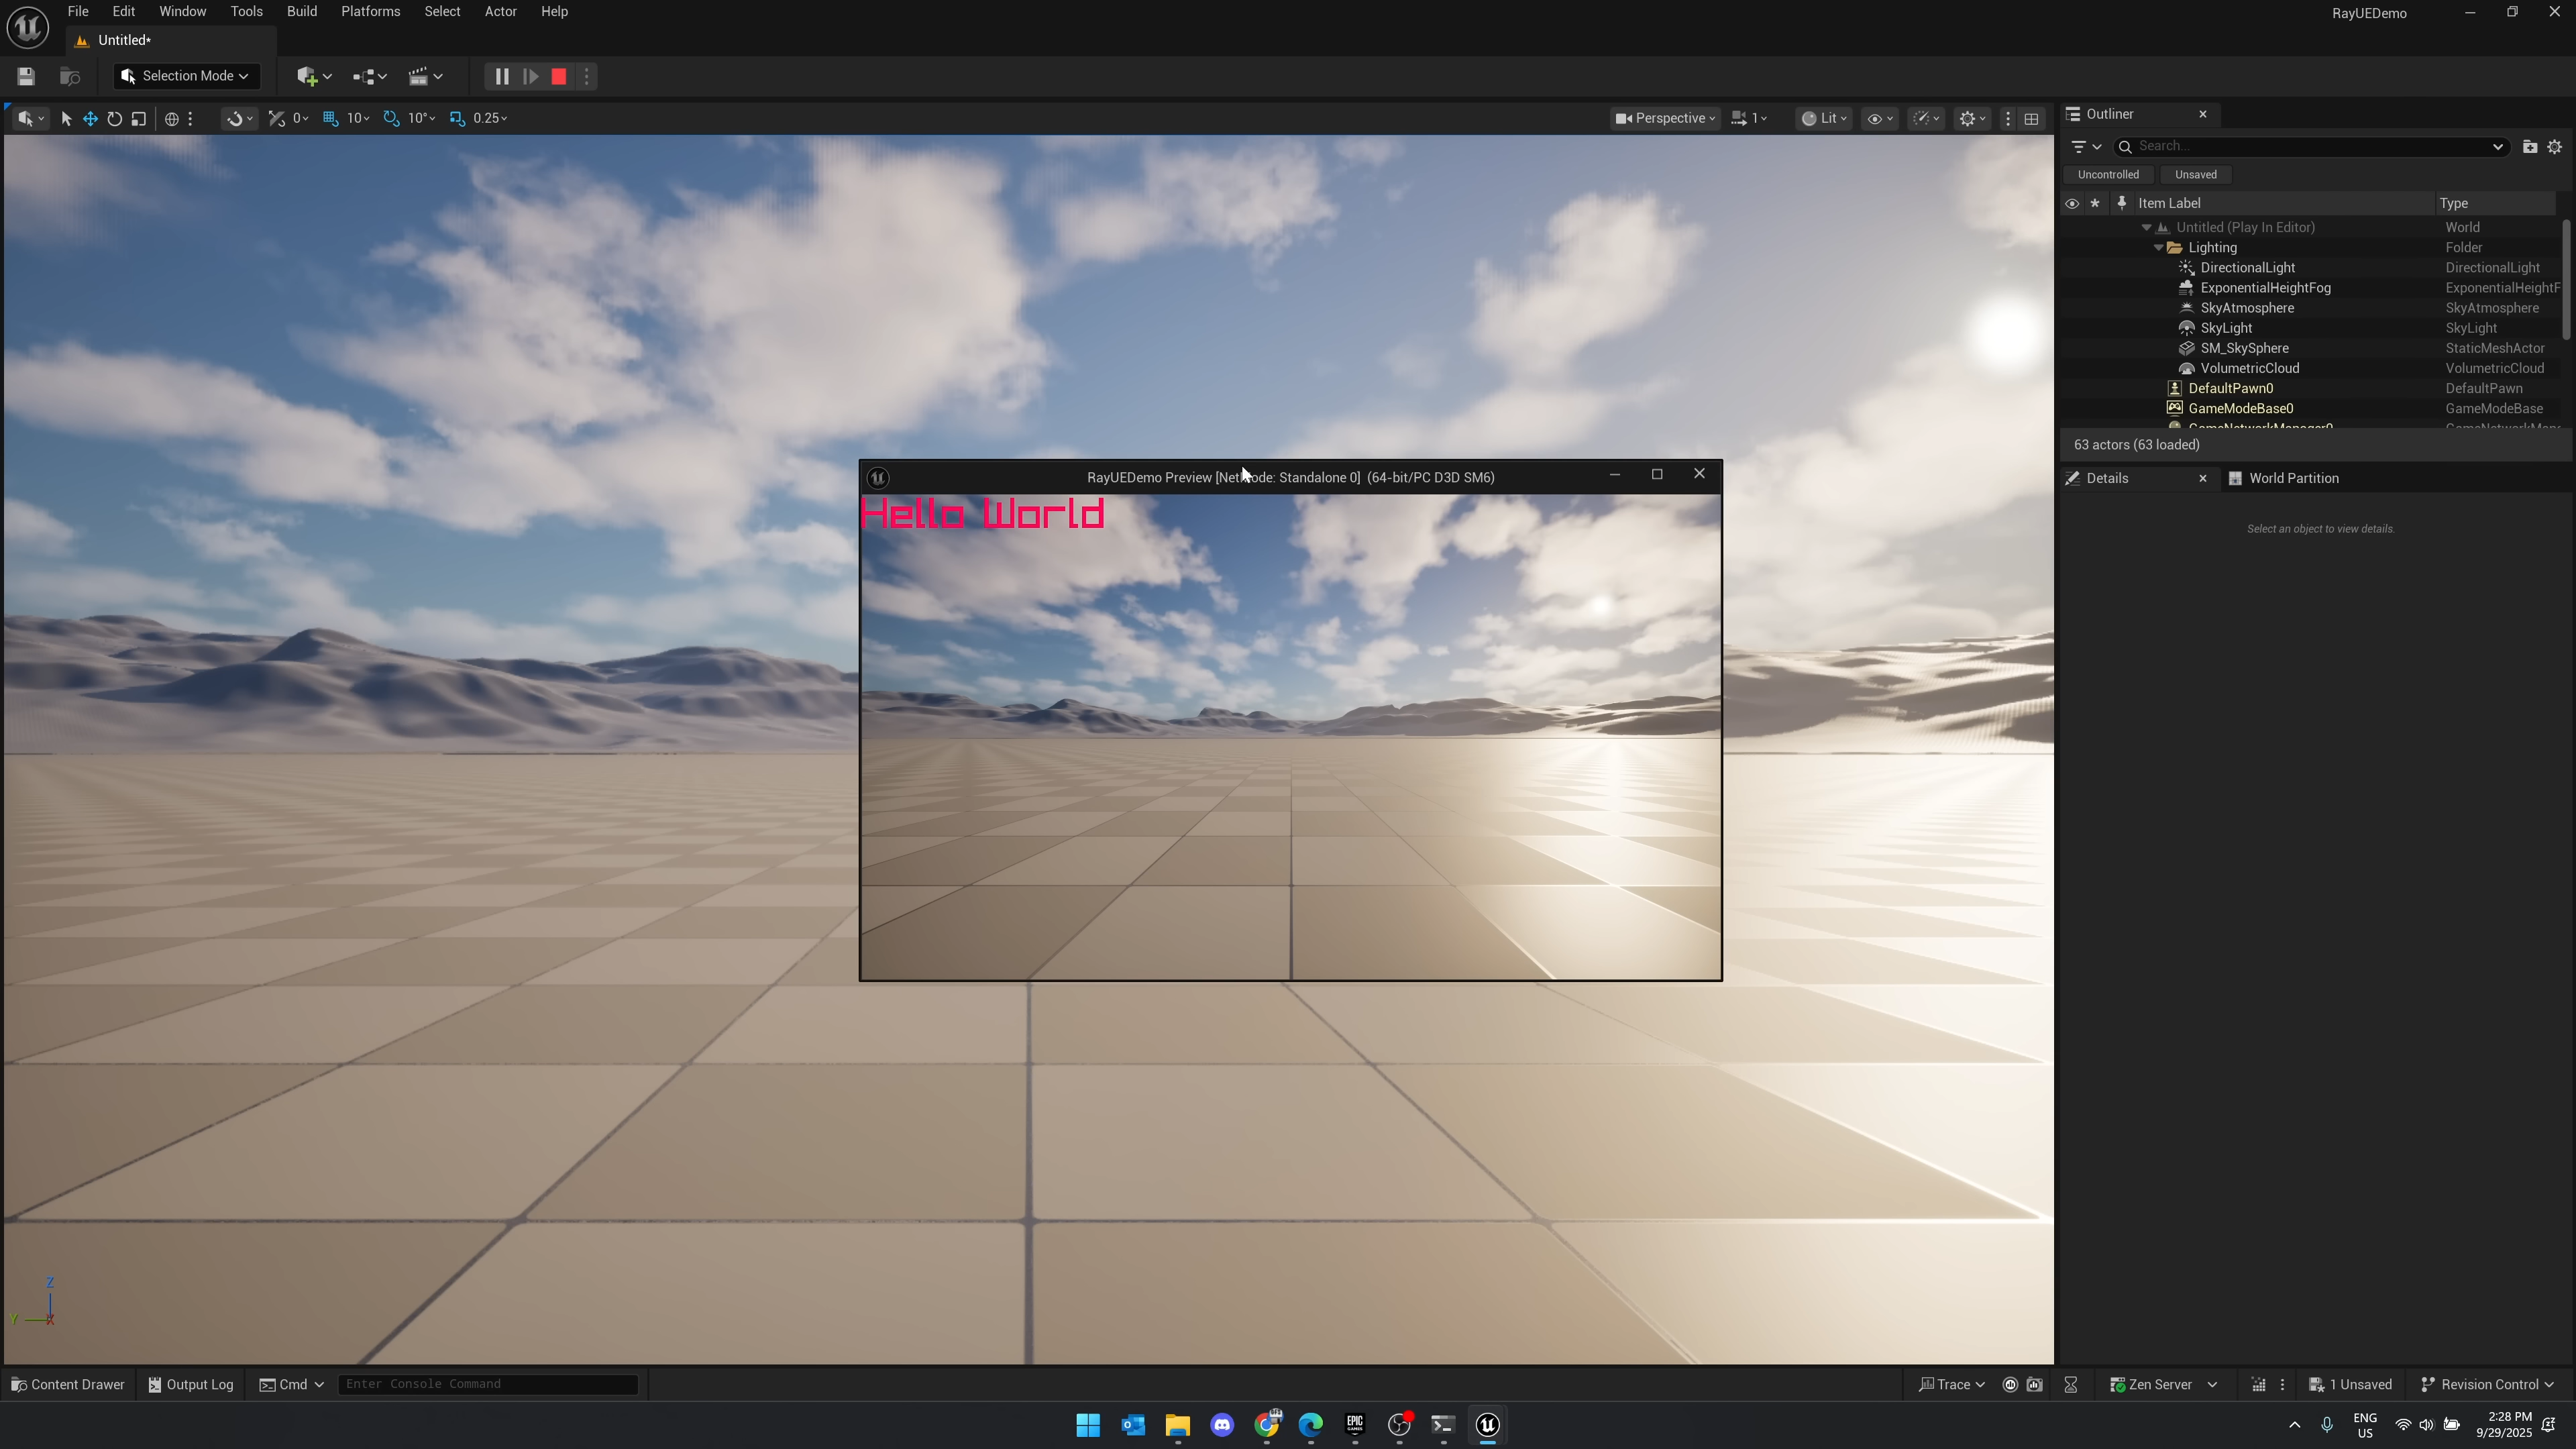 File Edit Window Tools Build Platforms Select Actor Help
RayUEDemo
Untitled*
Selection Mode
0 10 10° 0.25
Perspective 1 Lit
Outliner
Search...
Uncontrolled Unsaved
Item Label Type
Untitled (Play In Editor) World
Lighting Folder
DirectionalLight DirectionalLight
ExponentialHeightFog ExponentialHeightF
SkyAtmosphere SkyAtmosphere
SkyLight SkyLight
SM_SkySphere StaticMeshActor
VolumetricCloud VolumetricCloud
DefaultPawn0 DefaultPawn
GameModeBase0 GameModeBase
63 actors (63 loaded)
Details World Partition
Select an object to view details.
RayUEDemo Preview [NetMode: Standalone 0] (64-bit/PC D3D SM6)
Hello World
Z
Y X
Content Drawer Output Log Cmd Enter Console Command
Trace Zen Server 1 Unsaved Revision Control
EPIC GAMES
ENG
US
2:28 PM
9/29/2025